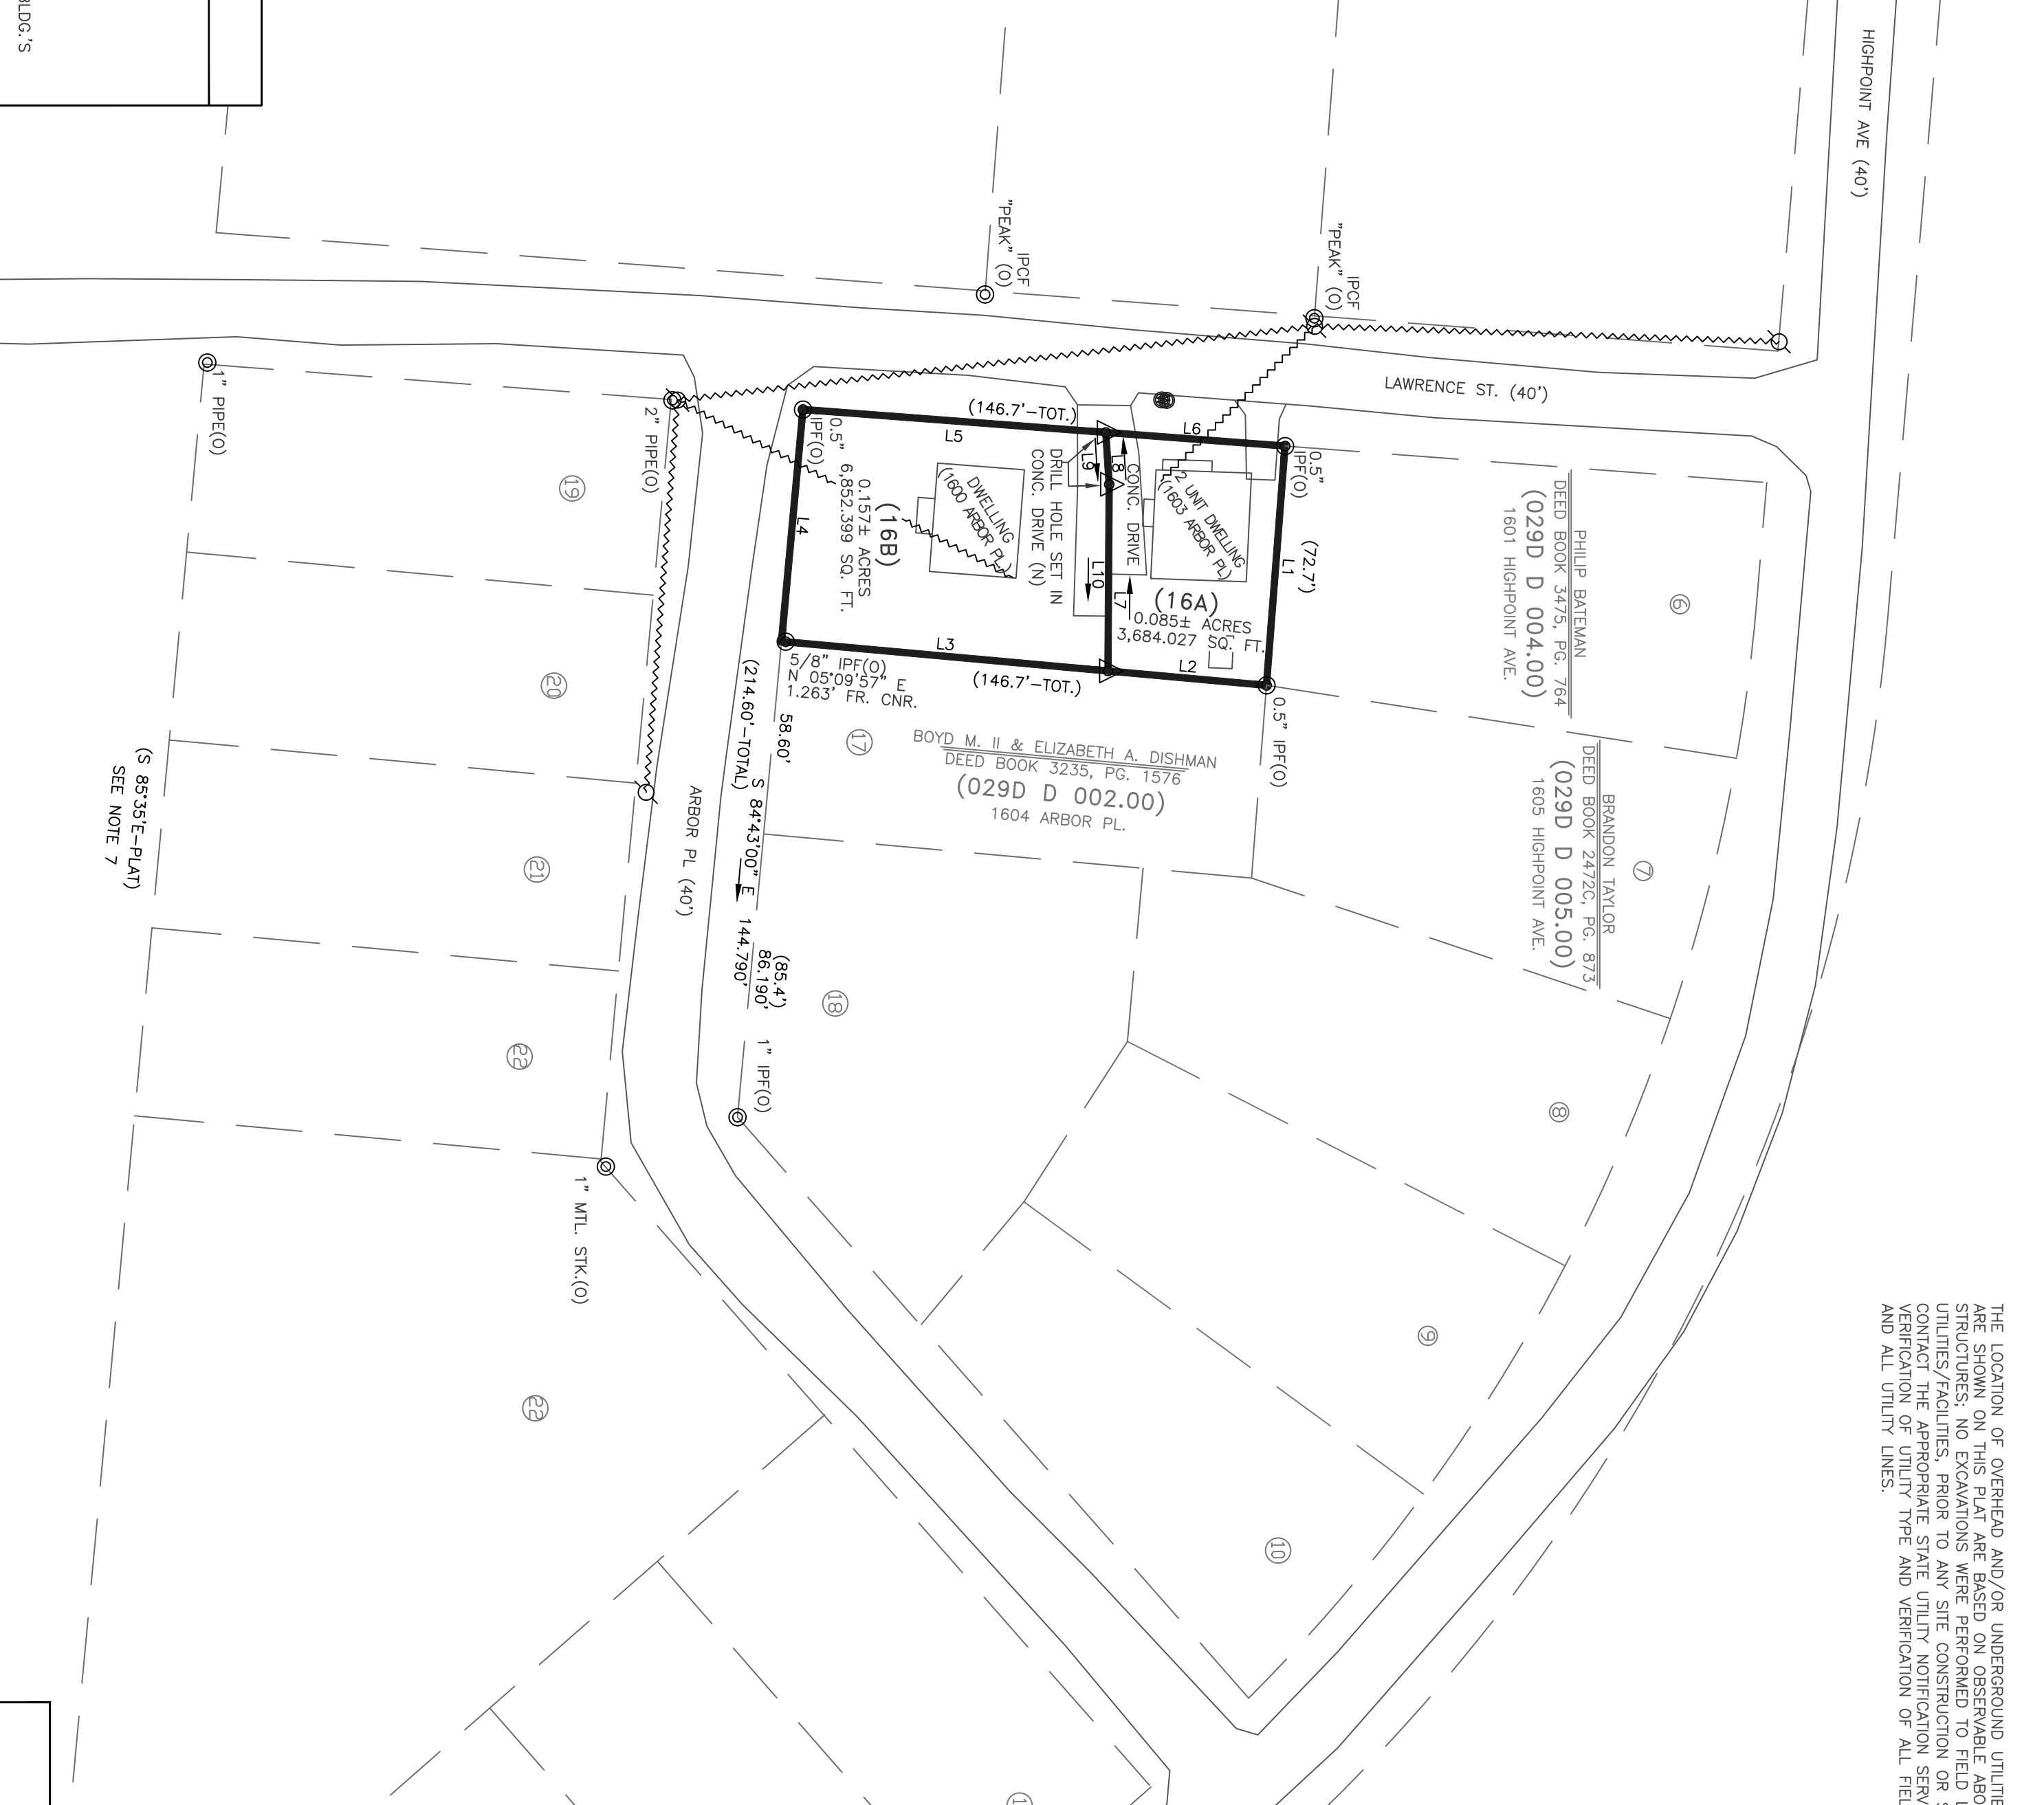 HIGHPOINT AVE (40')
"PEAK" (O)
IPCF
"PEAK" (O)
IPCF
LAWRENCE ST. (40')
1" PIPE(O)
2" PIPE(O)
(146.7'-TOT.)
L5
L6
0.5"
IPF(O)
0.5"
IPF(O)
L8
L9
CONC. DRIVE
DRILL HOLE SET IN
CONC. DRIVE (N)
2 UNIT DWELLING
(1603 ARBOR PL)
DWELLING
(1600 ARBOR PL)
(16B)
0.157± ACRES
6,852.399 SQ. FT.
L4
L10
L7
(16A)
0.085± ACRES
3,684.027 SQ. FT.
(72.7')
L1
L2
L3
(146.7'-TOT.)
5/8" IPF(O)
N 05°09'57" E
1.263' FR. CNR.
0.5" IPF(O)
PHILIP BATEMAN
DEED BOOK 3475, PG. 764
(029D D 004.00)
1601 HIGHPOINT AVE.
6
BRANDON TAYLOR
DEED BOOK 2472C, PG. 873
(029D D 005.00)
1605 HIGHPOINT AVE.
7
BOYD M. II & ELIZABETH A. DISHMAN
DEED BOOK 3235, PG. 1576
(029D D 002.00)
1604 ARBOR PL.
17
58.60'
(214.60'-TOTAL)
S 84°43'00" E 144.790'
(85.4')
86.190'
1" IPF(O)
ARBOR PL (40')
18
19
20
21
22
(S 85°35'E-PLAT)
SEE NOTE 7
1" MTL. STK.(O)
22
8
9
10
THE LOCATION OF OVERHEAD AND/OR UNDERGROUND
ARE SHOWN ON THIS PLAT ARE BASED ON OBSERVABLE
STRUCTURES; NO EXCAVATIONS WERE PERFORMED TO FIELD
UTILITIES/FACILITIES, PRIOR TO ANY SITE CONSTRUCTION OR
CONTACT THE APPROPRIATE STATE UTILITY NOTIFICATION
VERIFICATION OF UTILITY TYPE AND VERIFICATION OF ALL
AND ALL UTILITY LINES.